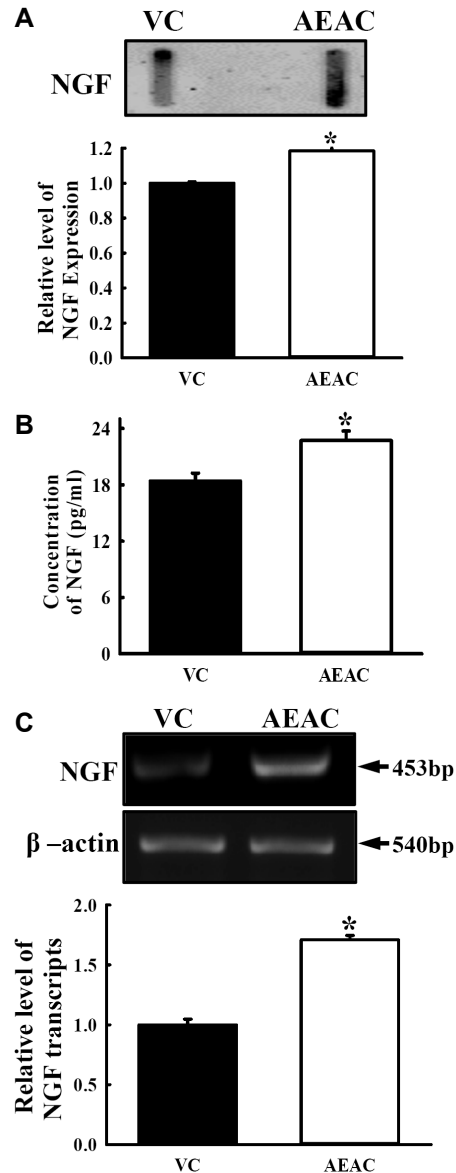 A
VC AEAC
NGF
*
1.2
1.0
0.8
0.6
0.4
0.2
0.0
Relative level of
NGF Expression
VC AEAC
B
*
24
18
12
6
0
Concentration
of NGF (pg/ml)
VC AEAC
C
VC AEAC
NGF
453bp
β –actin
540bp
*
2.0
1.5
1.0
0.5
0.0
Relative level of
NGF transcripts
VC AEAC